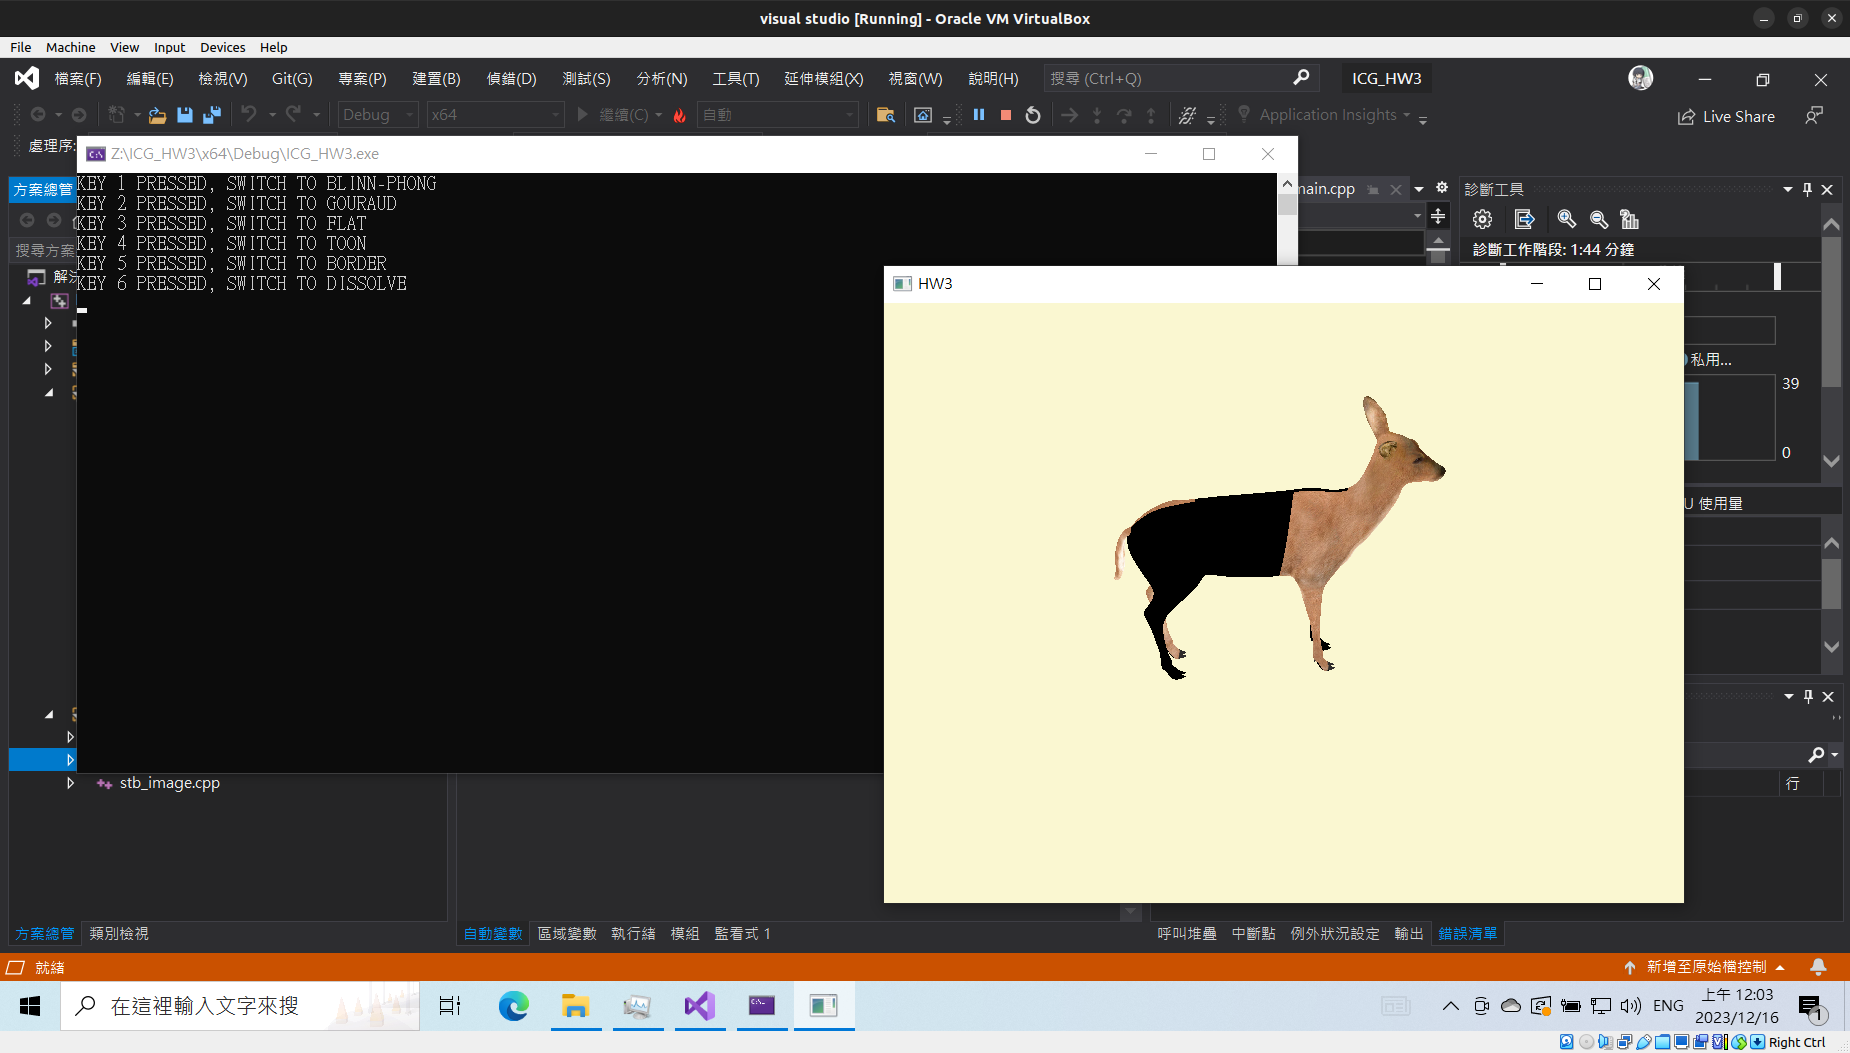 visual studio [Running] - Oracle VM VirtualBox
File Machine View Input Devices Help
檔案(F) 編輯(E) 檢視(V) Git(G) 專案(P) 建置(B) 偵錯(D) 測試(S) 分析(N) 工具(T) 延伸模組(X) 視窗(W) 說明(H) 搜尋 (Ctrl+Q) ICG_HW3
Debug x64 繼續(C) 自動 Application Insights Live Share
處理序:
Z:\ICG_HW3\x64\Debug\ICG_HW3.exe
KEY 1 PRESSED, SWITCH TO BLINN-PHONG
KEY 2 PRESSED, SWITCH TO GOURAUD
KEY 3 PRESSED, SWITCH TO FLAT
KEY 4 PRESSED, SWITCH TO TOON
KEY 5 PRESSED, SWITCH TO BORDER
KEY 6 PRESSED, SWITCH TO DISSOLVE
方案總管
搜尋方案
main.cpp
診斷工具
診斷工作階段: 1:44 分鐘
HW3
私用...
39
0
使用量
行
stb_image.cpp
方案總管 類別檢視
自動變數 區域變數 執行緒 模組 監看式 1
呼叫堆疊 中斷點 例外狀況設定 輸出 錯誤清單
就緒
新增至原始檔控制
在這裡輸入文字來搜
ENG
上午 12:03
2023/12/16
1
Right Ctrl